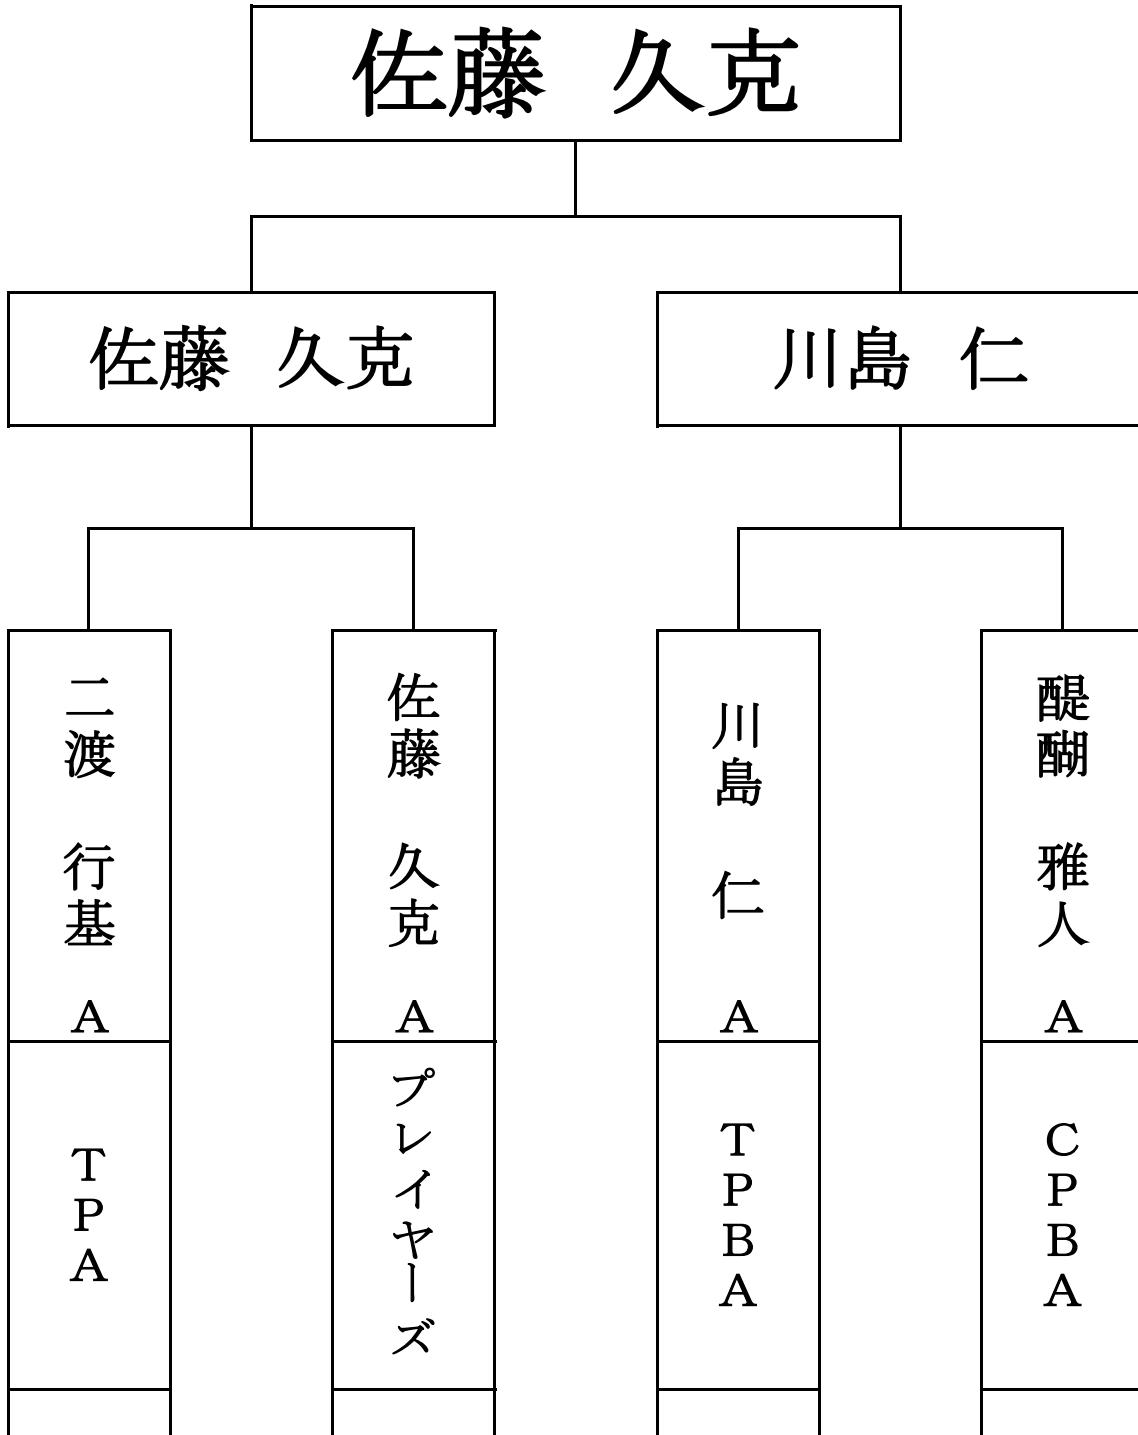 佐藤　久克
佐藤　久克
川島　仁
二渡　行基　Ａ
佐藤　久克　Ａ
川島　仁　Ａ
醍醐　雅人　Ａ
ＴＰＡ
プレイヤーズ
ＴＰＢＡ
ＣＰＢＡ